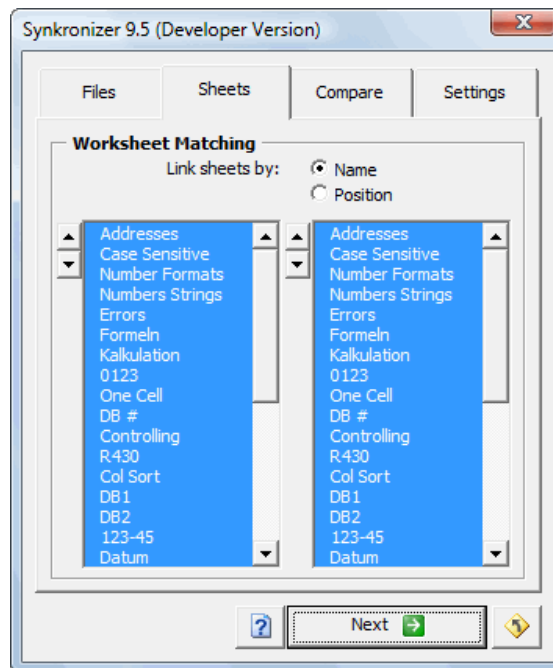 Synkronizer 9.5 (Developer Version)
Files Sheets Compare Settings
Worksheet Matching
Link sheets by: Name
Position
Addresses Addresses
Case Sensitive Case Sensitive
Number Formats Number Formats
Numbers Strings Numbers Strings
Errors Errors
Formeln Formeln
Kalkulation Kalkulation
0123 0123
One Cell One Cell
DB # DB #
Controlling Controlling
R430 R430
Col Sort Col Sort
DB1 DB1
DB2 DB2
123-45 123-45
Datum Datum
Next